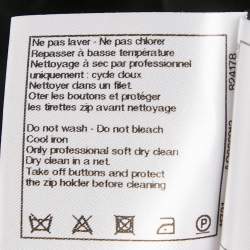 Ne pas laver - Ne pas chlorer
Repasser à basse température
Nettoyage à sec par professionnel
uniquement : cycle doux
Nettoyer dans un filet.
Oter les boutons et protéger
les tirettes zip avant nettoyage
Do not wash - Do not bleach
Cool iron
Only professional soft dry clean
Dry clean in a net.
Take off buttons and protect
the zip holder before cleaning
P
824178